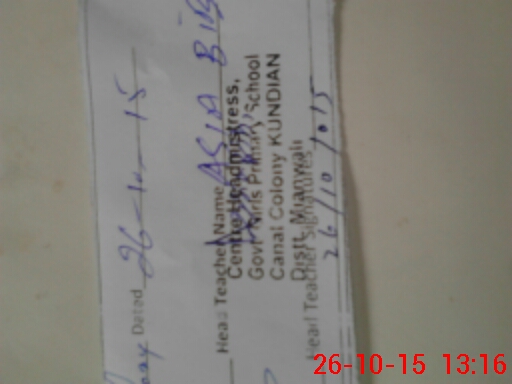 Dated 26-10-15
Head Teacher Name ASIA BIBI
Centre Headmistress,
Govt Girls Primary School
Canal Colony KUNDIAN
Distt. Mianwali
Head Teacher Signatures
26/10/015
26-10-15 13:16